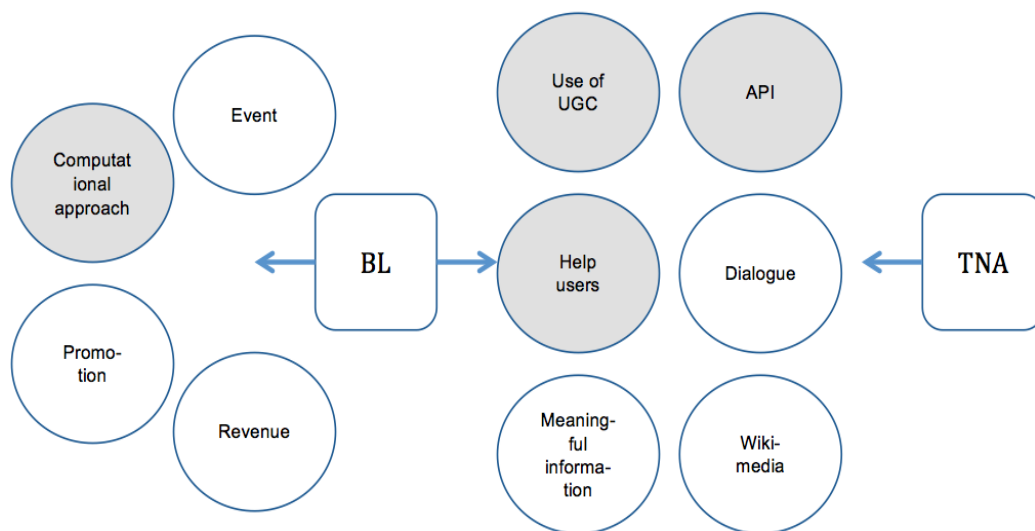 Event
Computat
ional
approach
Promo-
tion
Revenue
BL
Use of
UGC
API
Help
users
Dialogue
Meaning-
ful
informa-
tion
Wiki-
media
TNA